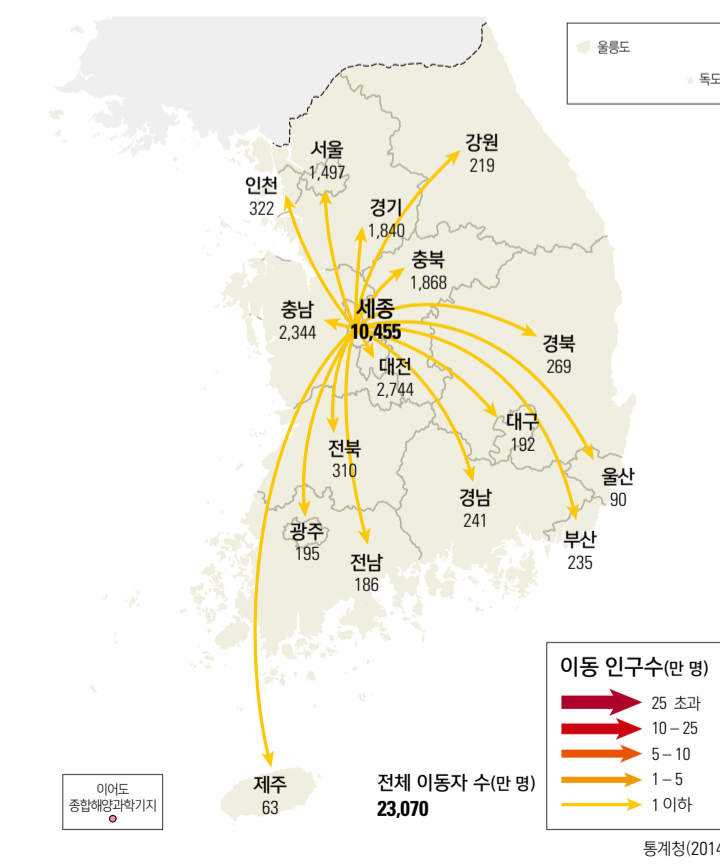 울릉도
독도
강원
219
서울
1,497
인천
322
경기
1,840
충북
1,868
충남
2,344
세종
10,455
경북
269
대전
2,744
대구
192
전북
310
울산
90
경남
241
광주
195
부산
235
전남
186
이동 인구수(만 명)
25 초과
10 – 25
5 – 10
1 – 5
1 이하
제주
63
전체 이동자 수(만 명)
23,070
이어도
종합해양과학기지
통계청(2014